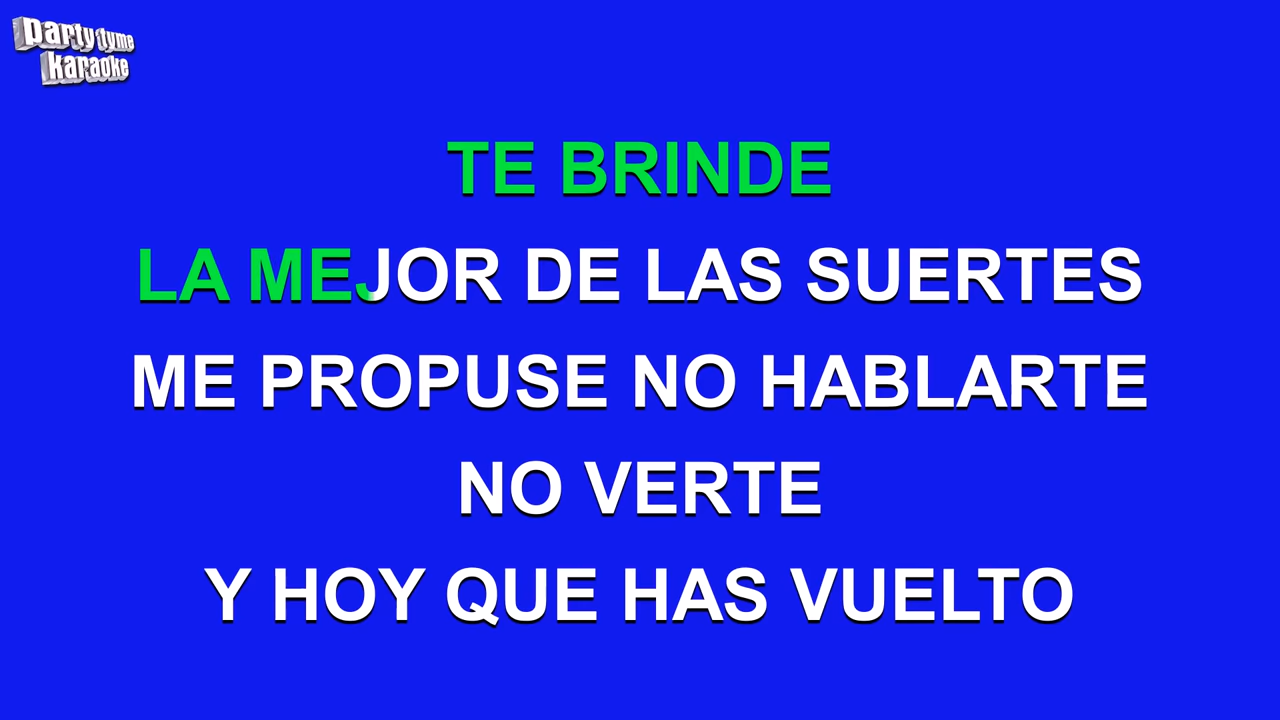 party tyme
karaoke
TE BRINDE
LA MEJOR DE LAS SUERTES
ME PROPUSE NO HABLARTE
NO VERTE
Y HOY QUE HAS VUELTO